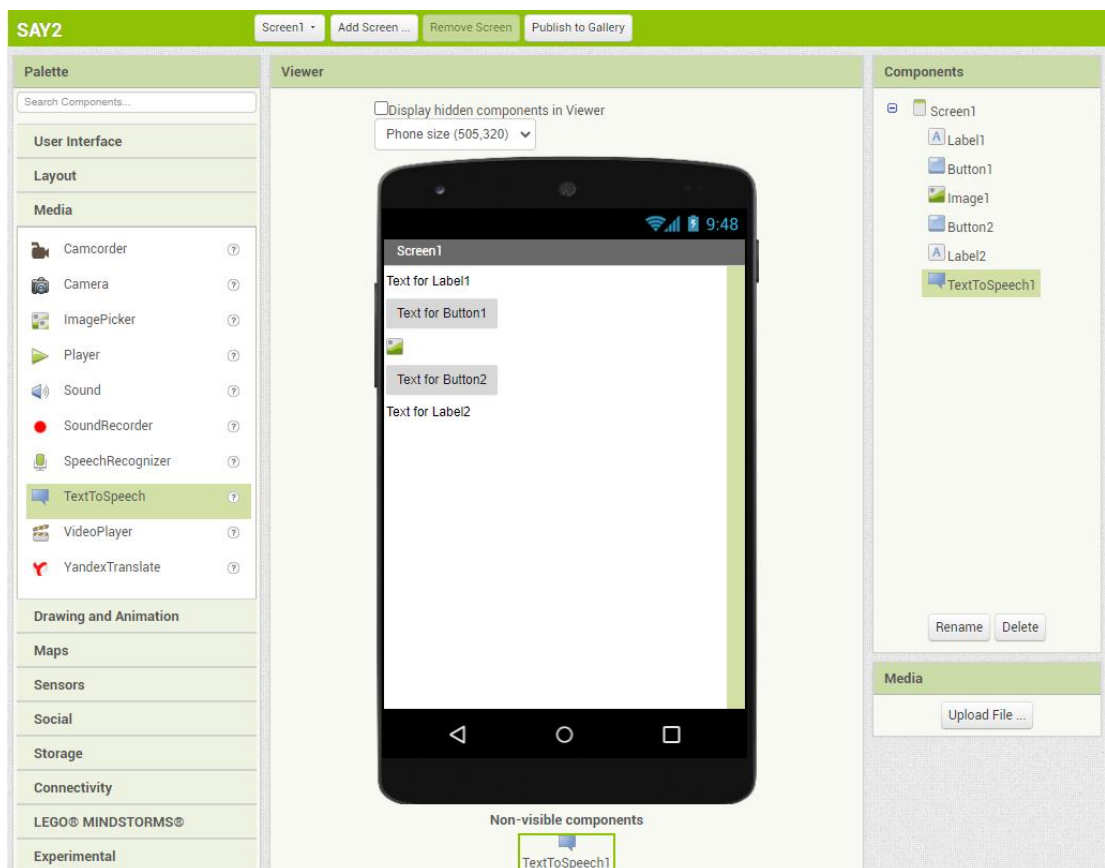 SAY2
Screen1
Add Screen ...
Remove Screen
Publish to Gallery
Palette
Search Components...
User Interface
Layout
Media
Camcorder
?
Camera
?
ImagePicker
?
Player
?
Sound
?
SoundRecorder
?
SpeechRecognizer
?
TextToSpeech
?
VideoPlayer
?
YandexTranslate
?
Drawing and Animation
Maps
Sensors
Social
Storage
Connectivity
LEGO® MINDSTORMS®
Experimental
Viewer
Display hidden components in Viewer
Phone size (505,320)
9:48
Screen1
Text for Label1
Text for Button1
Text for Button2
Text for Label2
Non-visible components
TextToSpeech1
Components
Screen1
A Label1
Button1
Image1
Button2
A Label2
TextToSpeech1
Rename
Delete
Media
Upload File ...